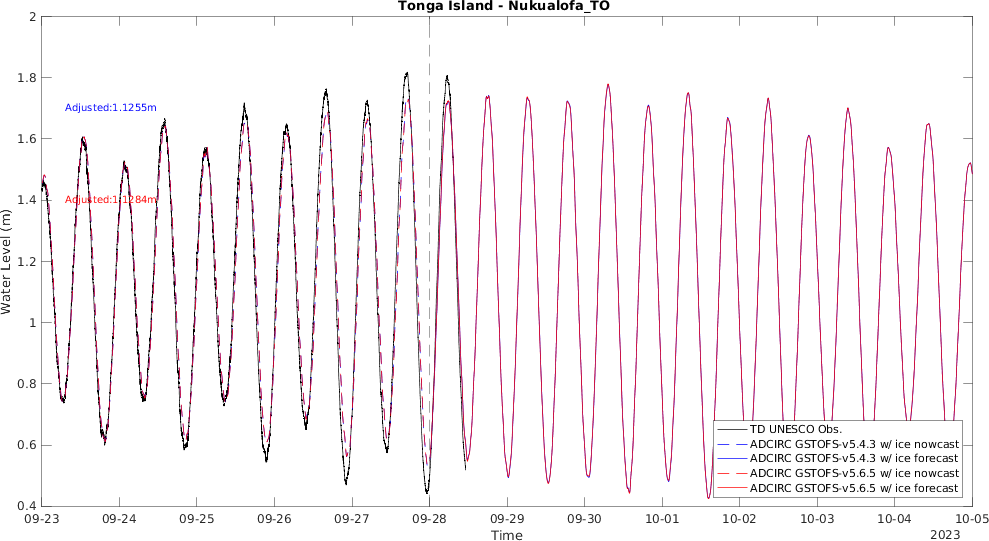 Tonga Island - Nukualofa_TO
2
1.8
1.6
1.4
1.2
1
0.8
0.6
0.4
Water Level (m)
Adjusted:1.1255m
Adjusted:1.1284m
TD UNESCO Obs.
ADCIRC GSTOFS-v5.4.3 w/ ice nowcast
ADCIRC GSTOFS-v5.4.3 w/ ice forecast
ADCIRC GSTOFS-v5.6.5 w/ ice nowcast
ADCIRC GSTOFS-v5.6.5 w/ ice forecast
09-23 09-24 09-25 09-26 09-27 09-28 09-29 09-30 10-01 10-02 10-03 10-04 10-05
Time
2023